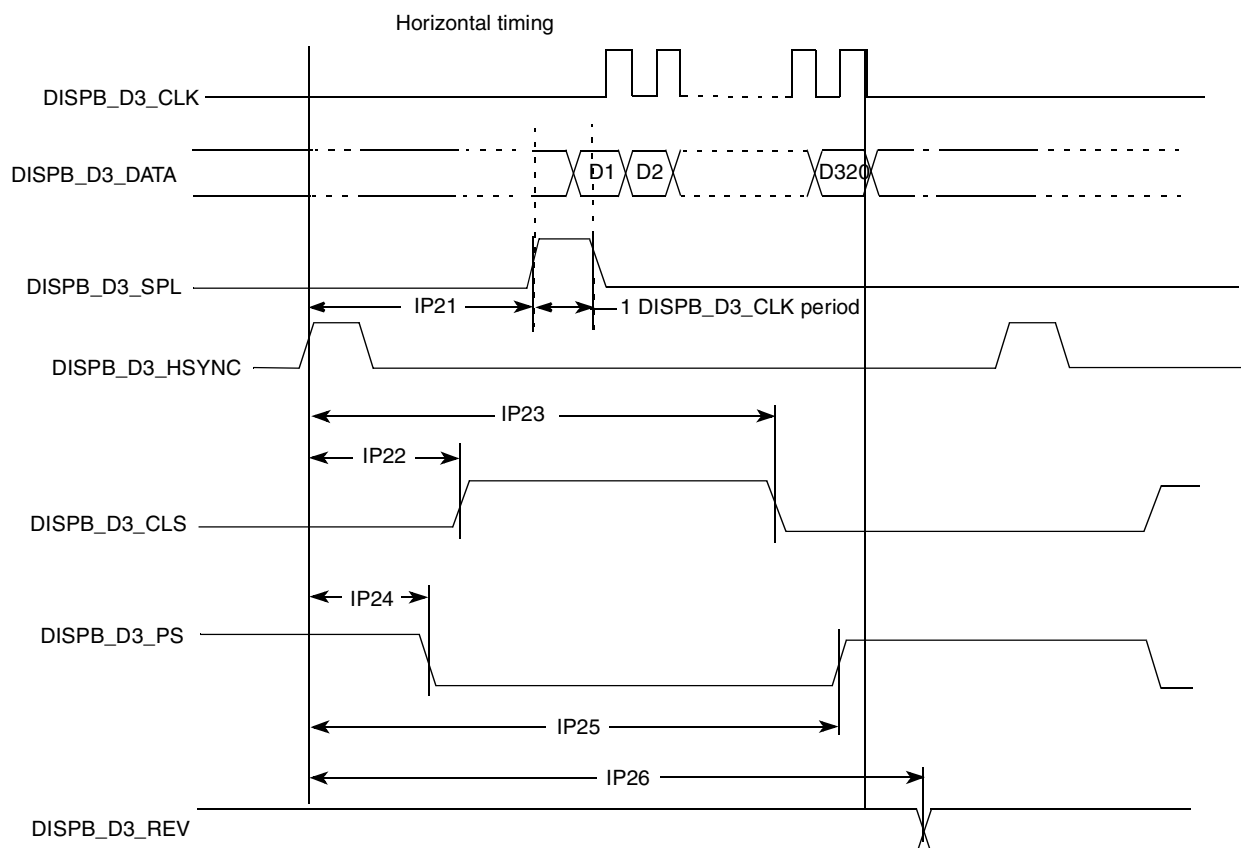 Horizontal timing
DISPB_D3_CLK
DISPB_D3_DATA
D1
D2
D320
DISPB_D3_SPL
IP21
1 DISPB_D3_CLK period
DISPB_D3_HSYNC
IP23
IP22
DISPB_D3_CLS
IP24
DISPB_D3_PS
IP25
IP26
DISPB_D3_REV